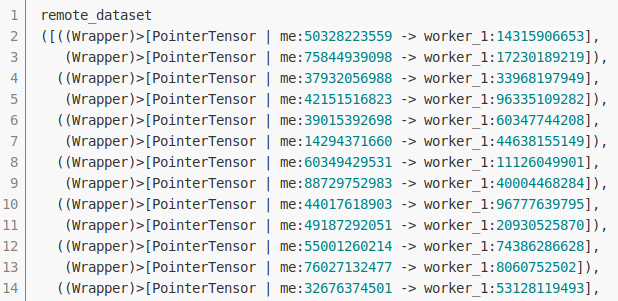 1 remote_dataset
2 ([((Wrapper)>[PointerTensor | me:50328223559 -> worker_1:14315906653],
3 (Wrapper)>[PointerTensor | me:75844939098 -> worker_1:17230189219]),
4 ((Wrapper)>[PointerTensor | me:37932056988 -> worker_1:33968197949],
5 (Wrapper)>[PointerTensor | me:42151516823 -> worker_1:96335109282]),
6 ((Wrapper)>[PointerTensor | me:39015392698 -> worker_1:60347744208],
7 (Wrapper)>[PointerTensor | me:14294371660 -> worker_1:44638155149]),
8 ((Wrapper)>[PointerTensor | me:60349429531 -> worker_1:11126049901],
9 (Wrapper)>[PointerTensor | me:88729752983 -> worker_1:40004468284]),
10 ((Wrapper)>[PointerTensor | me:44017618903 -> worker_1:96777639795],
11 (Wrapper)>[PointerTensor | me:49187292051 -> worker_1:20930525870]),
12 ((Wrapper)>[PointerTensor | me:55001260214 -> worker_1:74386286628],
13 (Wrapper)>[PointerTensor | me:76027132477 -> worker_1:8060752502]),
14 ((Wrapper)>[PointerTensor | me:32676374501 -> worker_1:53128119493],